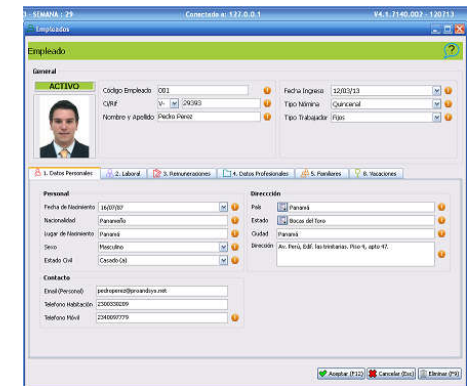 SEMANA : 29 Conectado a: 127.0.0.1 V4.1.7140.002 - 120713
Empleados
Empleado
General
ACTIVO
Código Empleado 001
CI/Rif V- 29393
Nombre y Apellido Pedro Perez
Fecha Ingreso 12/03/13
Tipo Nómina Quincenal
Tipo Trabajador Fijos
1. Datos Personales 2. Laboral 3. Remuneraciones 4. Datos Profesionales 5. Familiares 8. Vacaciones
Personal
Fecha de Nacimiento 16/07/87
Nacionalidad Panameño
Lugar de Nacimiento Panamá
Sexo Masculino
Estado Civil Casado (a)
Direccción
País Panamá
Estado Bocas del Toro
Ciudad Panamá
Dirección Av. Perú, Edif. las trinitarias. Piso 4, apto 47.
Contacto
Email (Personal) pedroperez@proandsys.net
Telefono Habitación 2300330289
Telefono Móvil 2340097779
Aceptar (F12) Cancelar (Esc) Eliminar (F9)